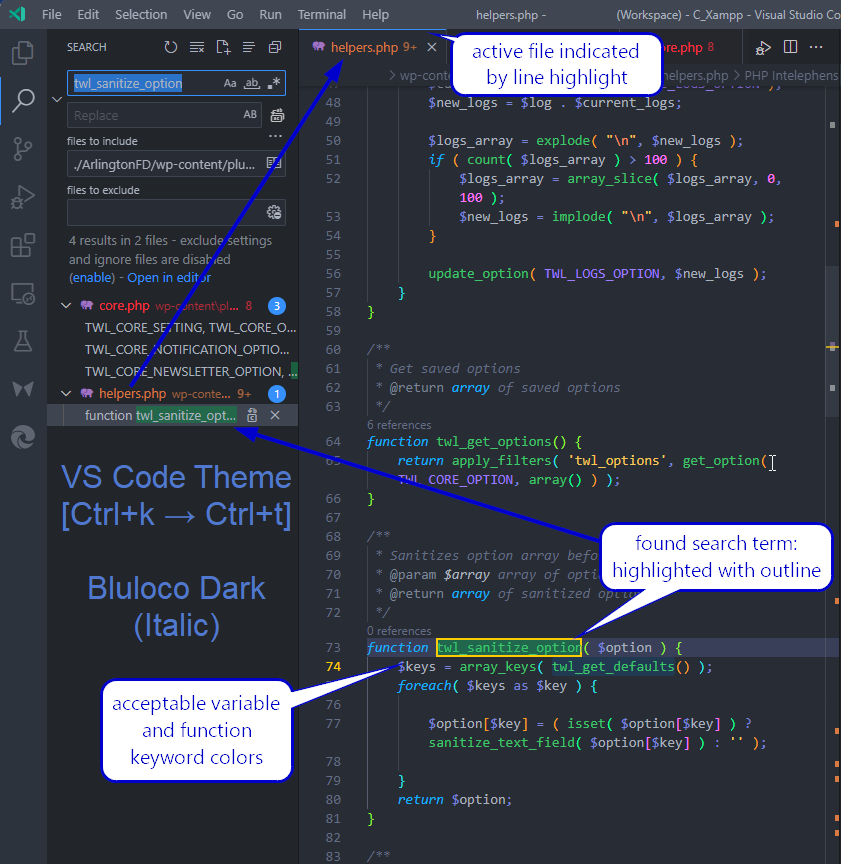 File Edit Selection View Go Run Terminal Help helpers.php - (Workspace) - C_Xampp - Visual Studio Co
SEARCH
twl_sanitize_option Aa ab .*
Replace AB
files to include
./ArlingtonFD/wp-content/plu...
files to exclude
4 results in 2 files - exclude settings
and ignore files are disabled
(enable) - Open in editor
core.php wp-content\pl... 8 3
TWL_CORE_SETTING, TWL_CORE_O...
TWL_CORE_NOTIFICATION_OPTIO...
TWL_CORE_NEWSLETTER_OPTION, ...
helpers.php wp-conte... 9+ 1
function twl_sanitize_opt...
VS Code Theme
[Ctrl+k → Ctrl+t]
Bluloco Dark
(Italic)
helpers.php 9+ ore.php 8
active file indicated
by line highlight
wp-conte helpers.php > PHP Intelephens
48 $new_logs = $log . $current_logs;
49
50 $logs_array = explode( "\n", $new_logs );
51 if ( count( $logs_array ) > 100 ) {
52 $logs_array = array_slice( $logs_array, 0,
100 );
53 $new_logs = implode( "\n", $logs_array );
54 }
55
56 update_option( TWL_LOGS_OPTION, $new_logs );
57 }
58 }
59
60 /**
61 * Get saved options
62 * @return array of saved options
63 */
6 references
64 function twl_get_options() {
65 return apply_filters( 'twl_options', get_option(
TWL_CORE_OPTION, array() ) );
66 }
67
68 /**
69 * Sanitizes option array befo
70 * @param $array array of optio
71 * @return array of sanitized optio
72 */
found search term:
highlighted with outline
0 references
73 function twl_sanitize_option( $option ) {
74 $keys = array_keys( twl_get_defaults() );
75 foreach( $keys as $key ) {
76
77 $option[$key] = ( isset( $option[$key] ) ?
sanitize_text_field( $option[$key] ) : '' );
78
79 }
80 return $option;
81 }
82
83 /**
acceptable variable
and function
keyword colors